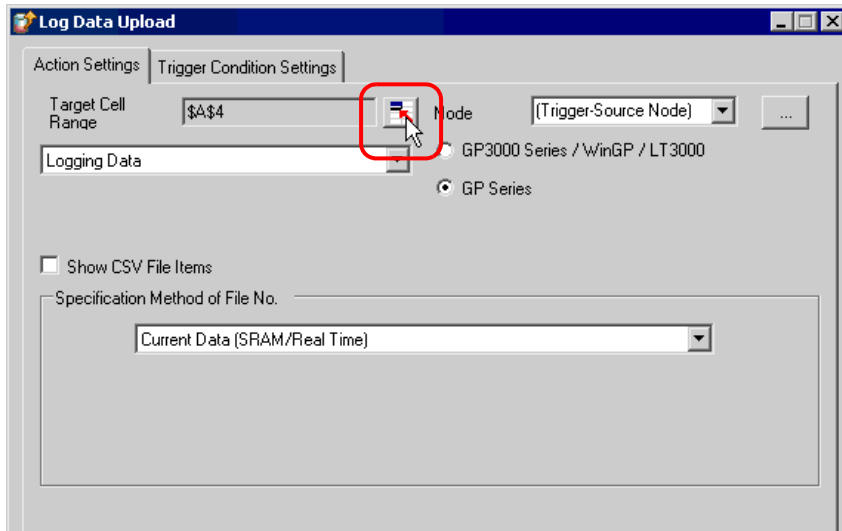 Log Data Upload
Action Settings
Trigger Condition Settings
Target Cell
Range
$A$4
Node
(Trigger-Source Node)
...
Logging Data
GP3000 Series / WinGP / LT3000
GP Series
Show CSV File Items
Specification Method of File No.
Current Data (SRAM/Real Time)